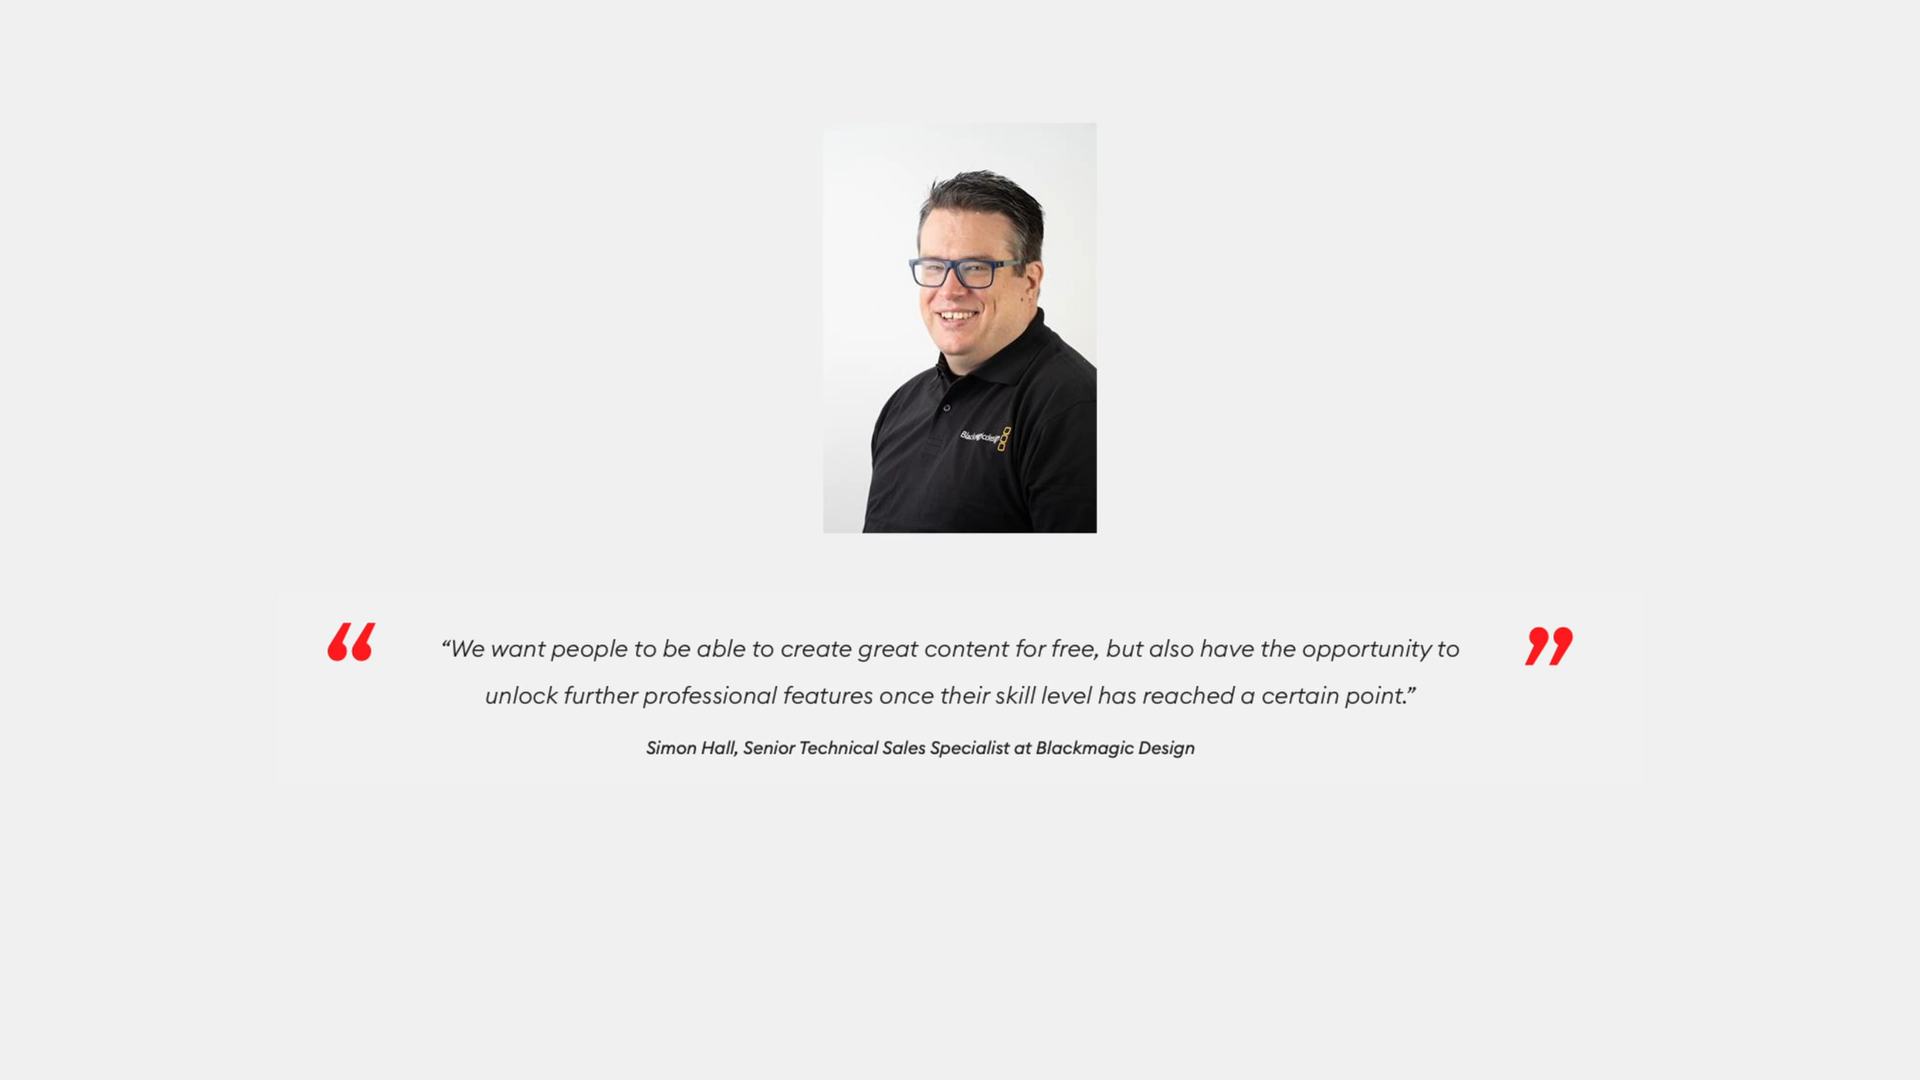 Blackmagicdesign
“
“We want people to be able to create great content for free, but also have the opportunity to
unlock further professional features once their skill level has reached a certain point.”
”
Simon Hall, Senior Technical Sales Specialist at Blackmagic Design